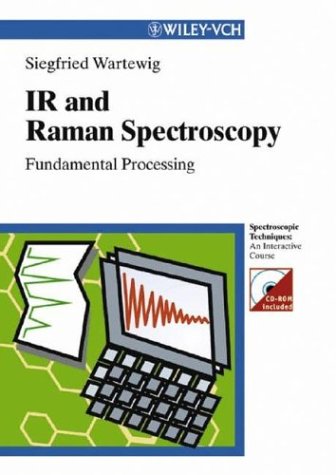 WILEY-VCH
Siegfried Wartewig
IR and
Raman Spectroscopy
Fundamental Processing
Spectroscopic
Techniques:
An Interactive
Course
CD-ROM
included